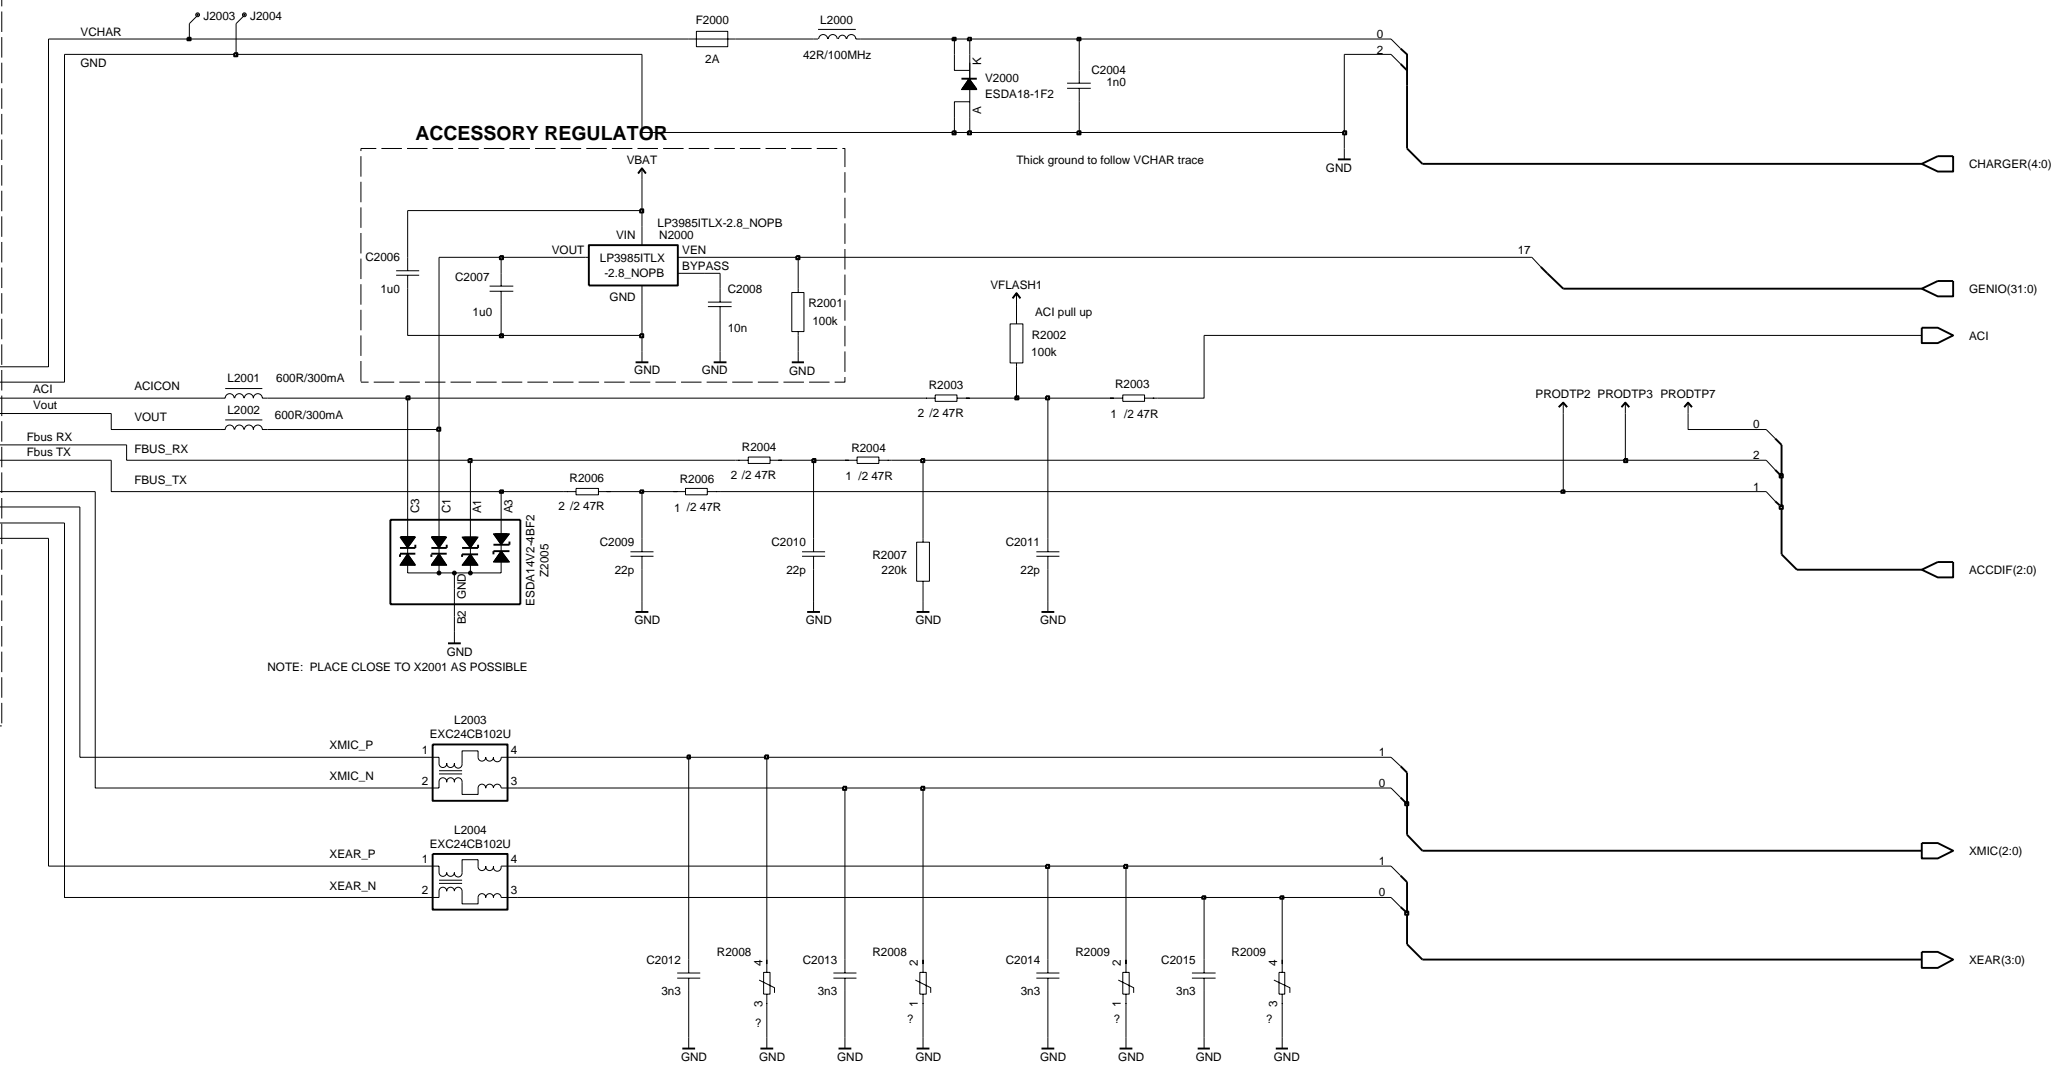 J2003
J2004
VCHAR
GND
F2000
2A
L2000
42R/100MHz
K
V2000
ESDA18-1F2
A
C2004
1n0
0
2
GND
CHARGER(4:0)
Thick ground to follow VCHAR trace
ACCESSORY REGULATOR
VBAT
LP3985ITLX-2.8_NOPB
VIN
N2000
VOUT
LP3985ITLX
-2.8_NOPB
VEN
BYPASS
GND
C2006
1u0
C2007
1u0
C2008
10n
R2001
100k
GND
GND
GND
17
GENIO(31:0)
VFLASH1
ACI pull up
R2002
100k
ACI
ACI
ACICON
L2001
600R/300mA
Vout
VOUT
L2002
600R/300mA
R2003
2 /2 47R
R2003
1 /2 47R
PRODTP2
PRODTP3
PRODTP7
Fbus RX
FBUS_RX
Fbus TX
FBUS_TX
R2004
2 /2 47R
R2004
1 /2 47R
R2006
2 /2 47R
R2006
1 /2 47R
0
2
1
C3
C1
A1
A3
GND
B2
ESDA14V2-4BF2
Z2005
GND
C2009
22p
GND
C2010
22p
GND
R2007
220k
GND
C2011
22p
GND
ACCDIF(2:0)
NOTE: PLACE CLOSE TO X2001 AS POSSIBLE
L2003
EXC24CB102U
XMIC_P
1
4
XMIC_N
2
3
1
0
XMIC(2:0)
L2004
EXC24CB102U
XEAR_P
1
4
XEAR_N
2
3
1
0
XEAR(3:0)
C2012
3n3
GND
R2008
4
3
?
GND
C2013
3n3
GND
R2008
2
1
?
GND
C2014
3n3
GND
R2009
2
1
?
GND
C2015
3n3
GND
R2009
4
3
?
GND